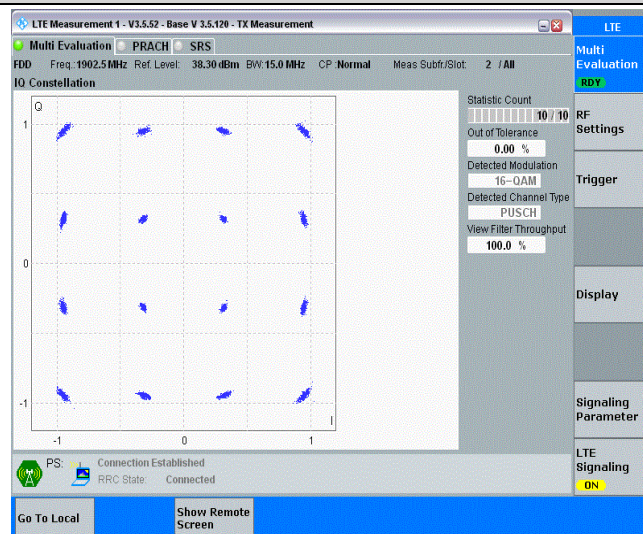 LTE Measurement 1 - V3.5.52 - Base V 3.5.120 - TX Measurement
LTE
Multi Evaluation PRACH SRS
FDD Freq.:1902.5 MHz Ref. Level: 38.30 dBm BW:15.0 MHz CP :Normal Meas Subfr./Slot: 2 / All
IQ Constellation
Q
1
0
-1
-1 0 1
I
Statistic Count
10 / 10
Out of Tolerance
0.00 %
Detected Modulation
16-QAM
Detected Channel Type
PUSCH
View Filter Throughput
100.0 %
PS: Connection Established
RRC State: Connected
Multi
Evaluation
RDY
RF
Settings
Trigger
Display
Signaling
Parameter
LTE
Signaling
ON
Go To Local
Show Remote
Screen